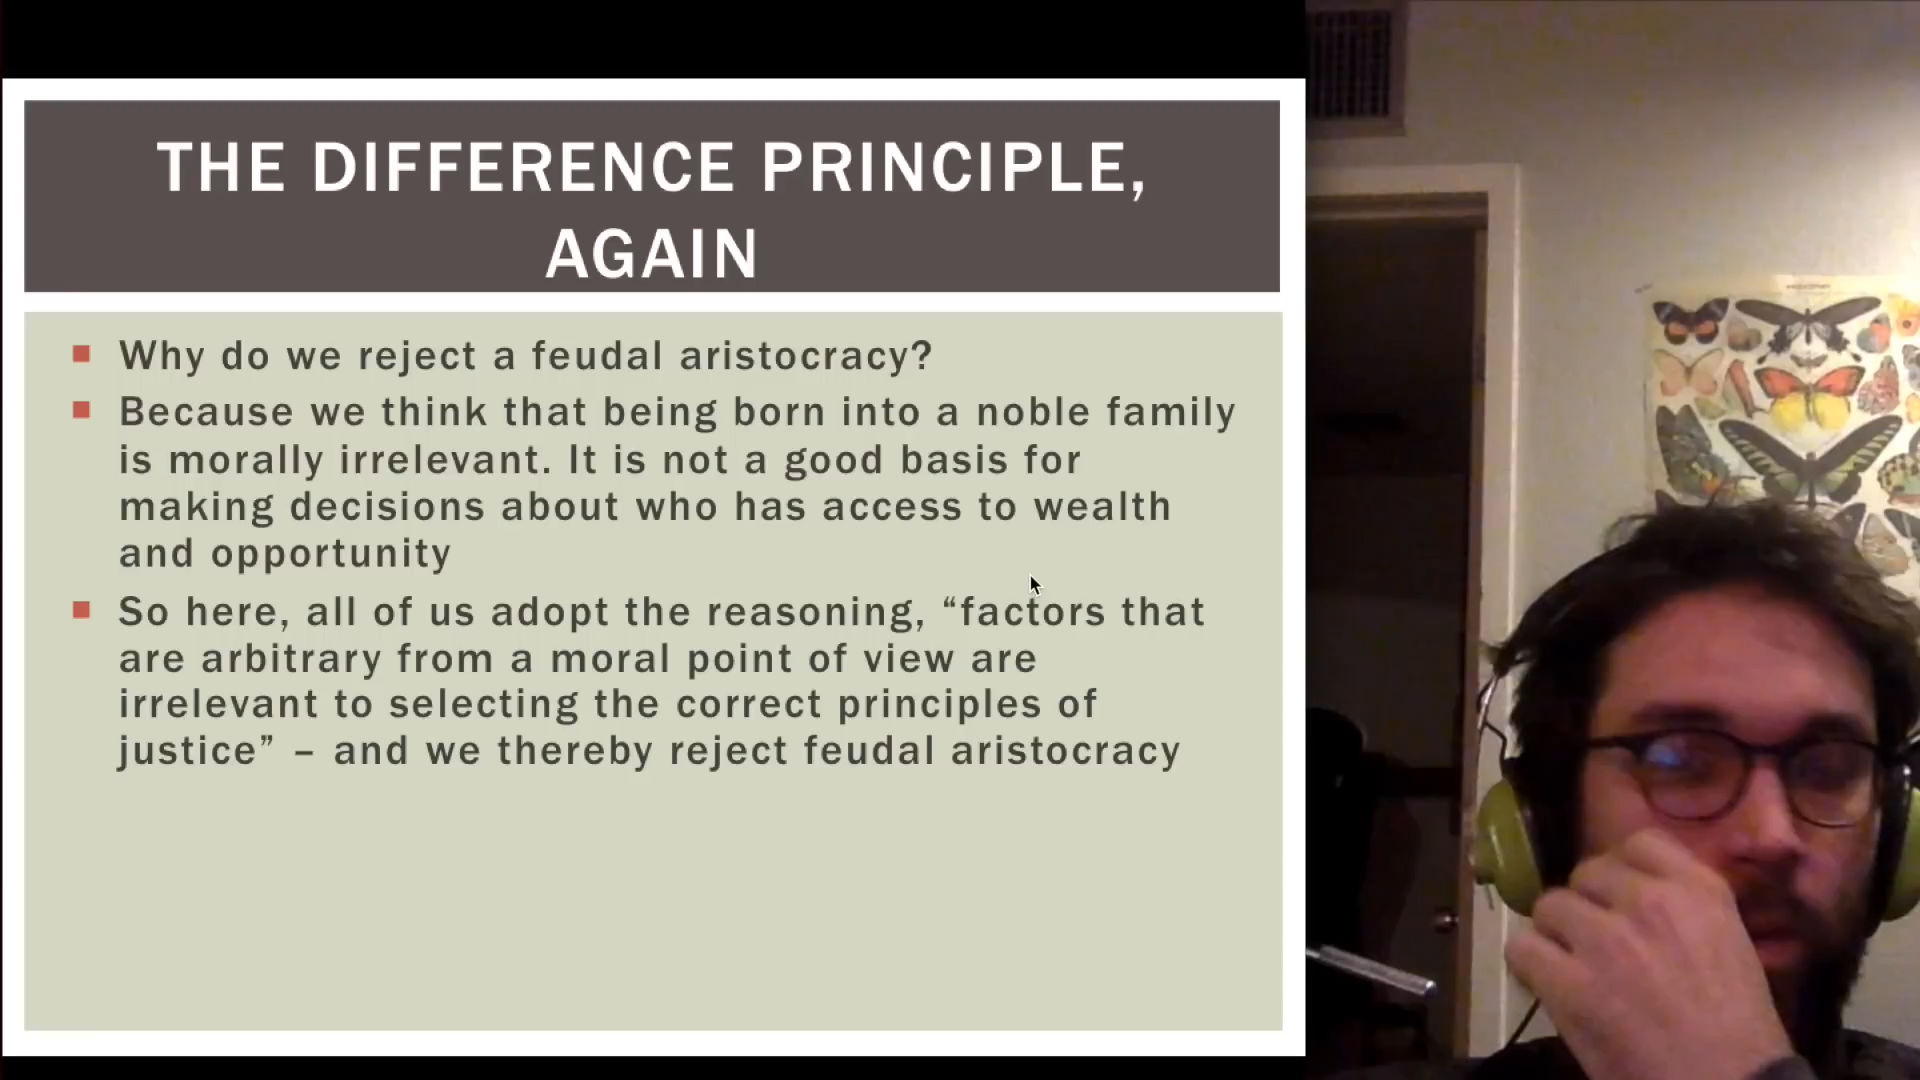 THE DIFFERENCE PRINCIPLE,
AGAIN
Why do we reject a feudal aristocracy?
Because we think that being born into a noble family
is morally irrelevant. It is not a good basis for
making decisions about who has access to wealth
and opportunity
So here, all of us adopt the reasoning, “factors that
are arbitrary from a moral point of view are
irrelevant to selecting the correct principles of
justice” – and we thereby reject feudal aristocracy